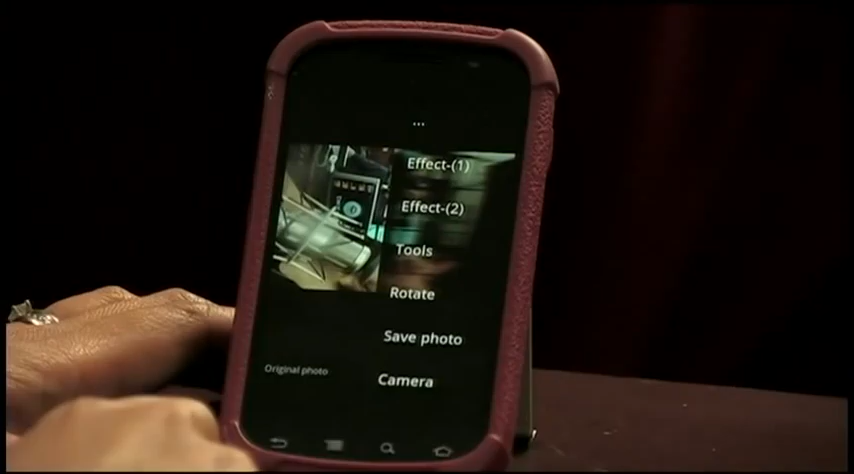 ...
Effect-(1)
Effect-(2)
Tools
Rotate
Save photo
Original photo
Camera